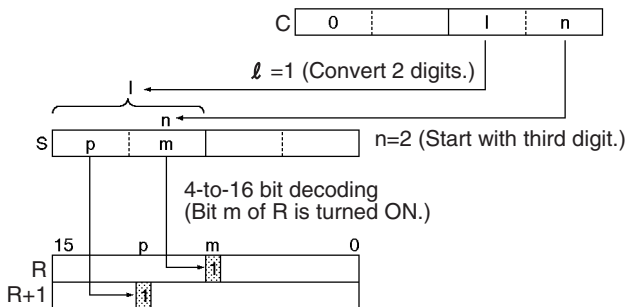 C 0 l n
ℓ =1 (Convert 2 digits.)
l
n
n=2 (Start with third digit.)
S p m
4-to-16 bit decoding
(Bit m of R is turned ON.)
15 p m 0
R 1
R+1 1